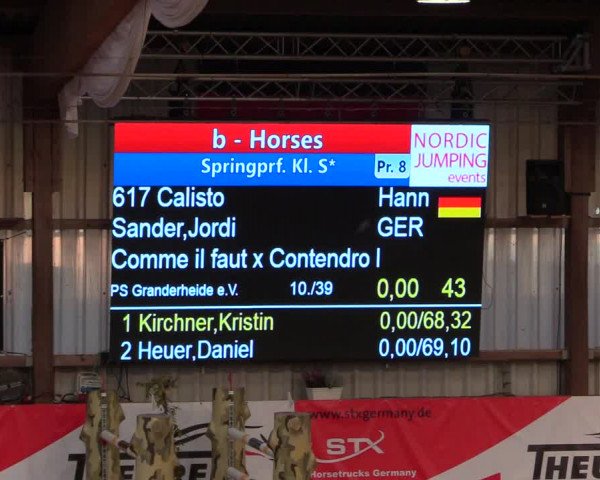 b - Horses
NORDIC
JUMPING
events
Springprf. Kl. S*
Pr. 8
617 Calisto Hann
Sander,Jordi GER
Comme il faut x Contendro I
PS Granderheide e.V. 10./39 0,00 43
1 Kirchner,Kristin 0,00/68,32
2 Heuer,Daniel 0,00/69,10
www.stxgermany.de
STX
Horsetrucks Germany